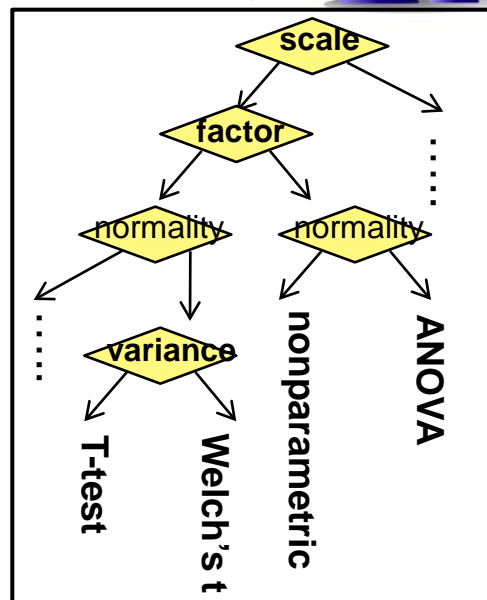 scale
factor
......
normality
normality
.....
variance
nonparametric
ANOVA
T-test
Welch's t